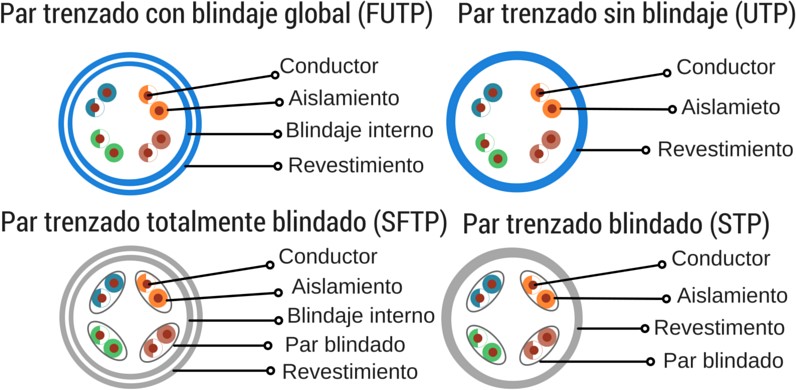 Par trenzado con blindaje global (FUTP)
Conductor
Aislamiento
Blindaje interno
Revestimiento
Par trenzado sin blindaje (UTP)
Conductor
Aislamieto
Revestimiento
Par trenzado totalmente blindado (SFTP)
Conductor
Aislamiento
Blindaje interno
Par blindado
Revestimiento
Par trenzado blindado (STP)
Conductor
Aislamiento
Revestimento
Par blindado